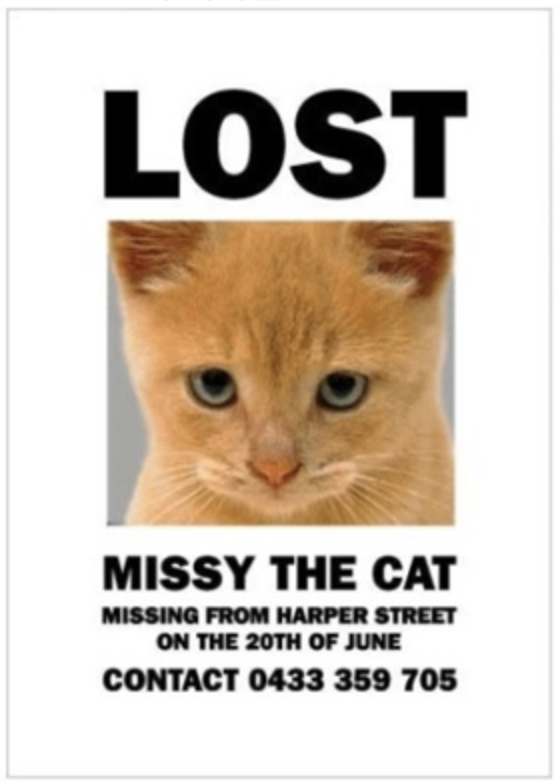 LOST
MISSY THE CAT
MISSING FROM HARPER STREET
ON THE 20TH OF JUNE
CONTACT 0433 359 705